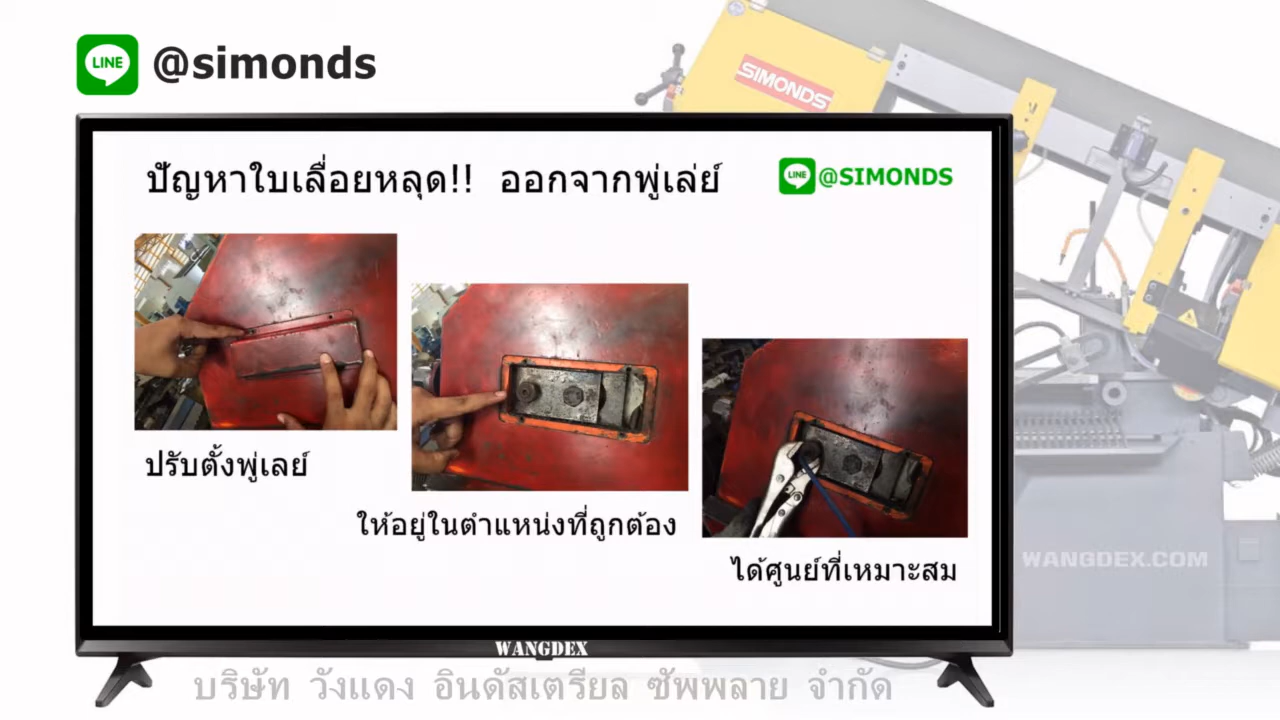 LINE @simonds
SIMONDS
ปัญหาใบเลื่อยหลุด!! ออกจากพู่เล่ย์
LINE @SIMONDS
ปรับตั้งพู่เลย์
ให้อยู่ในตำแหน่งที่ถูกต้อง
ได้ศูนย์ที่เหมาะสม
WANGDEX.COM
WANGDEX
บริษัท วังแดง อินดัสเตรียล ซัพพลาย จำกัด